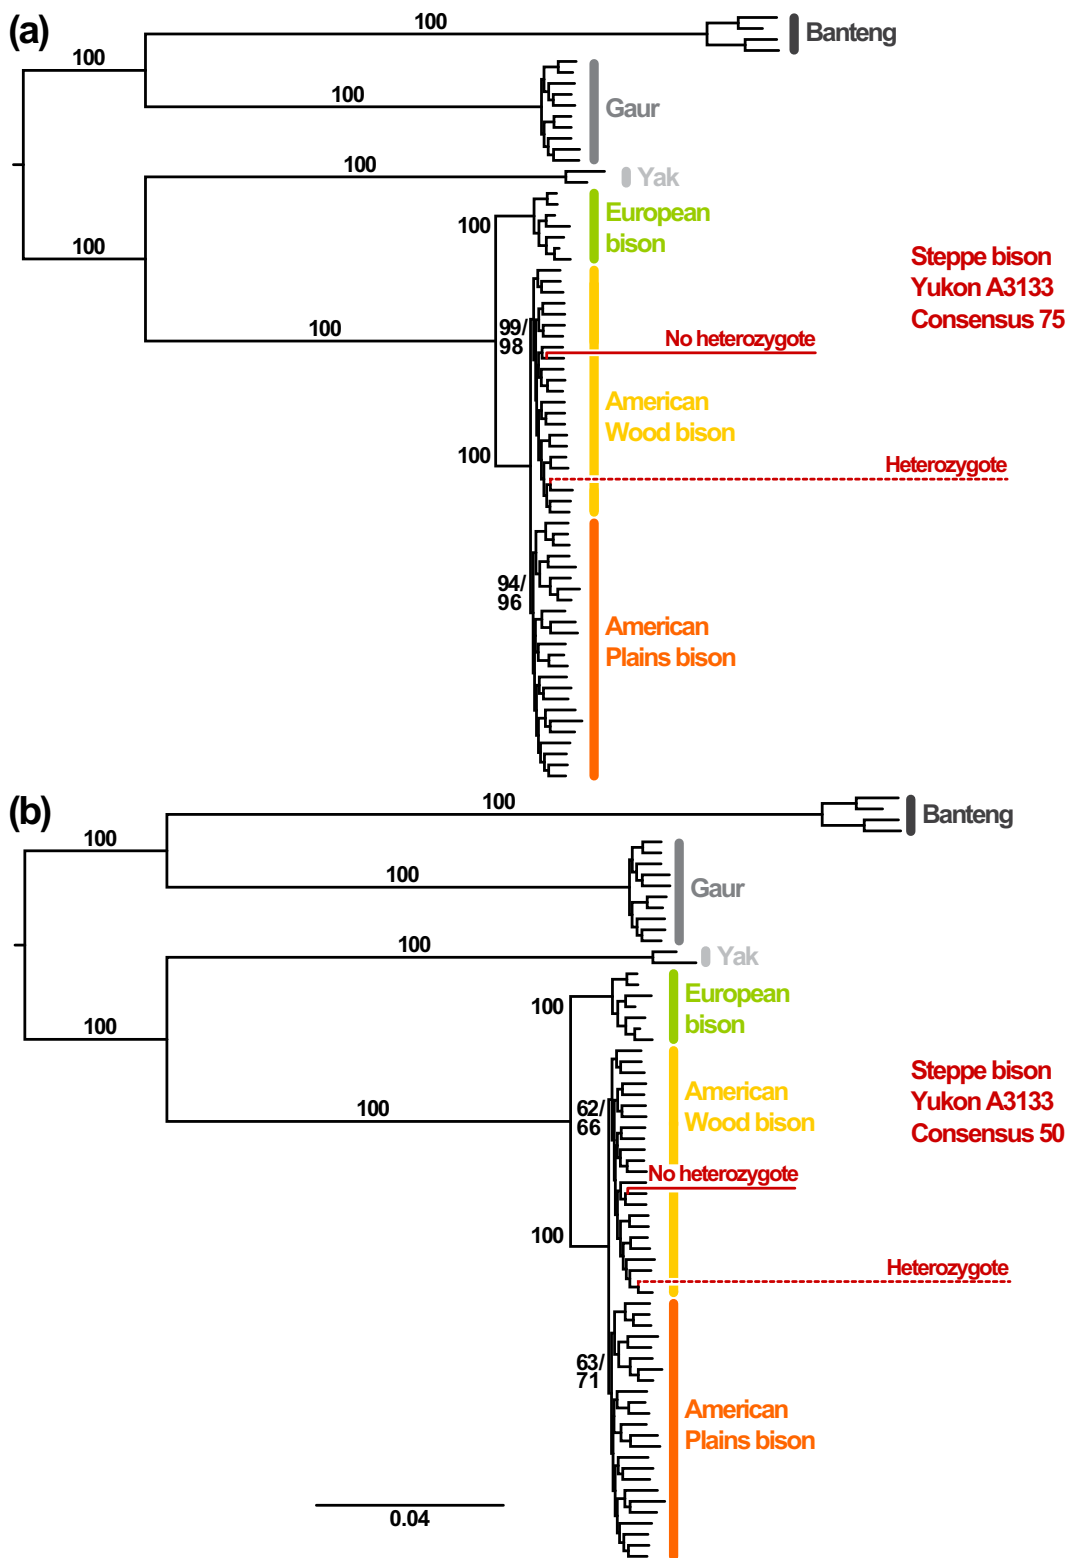 (a)
100
Banteng
100
100
Gaur
100
Yak
100
European
bison
100
Steppe bison
Yukon A3133
Consensus 75
100
99/
98
No heterozygote
American
Wood bison
100
Heterozygote
94/
96
American
Plains bison
(b)
100
Banteng
100
100
Gaur
100
Yak
100
European
bison
100
Steppe bison
Yukon A3133
Consensus 50
100
62/
66
American
Wood bison
No heterozygote
100
Heterozygote
63/
71
American
Plains bison
0.04